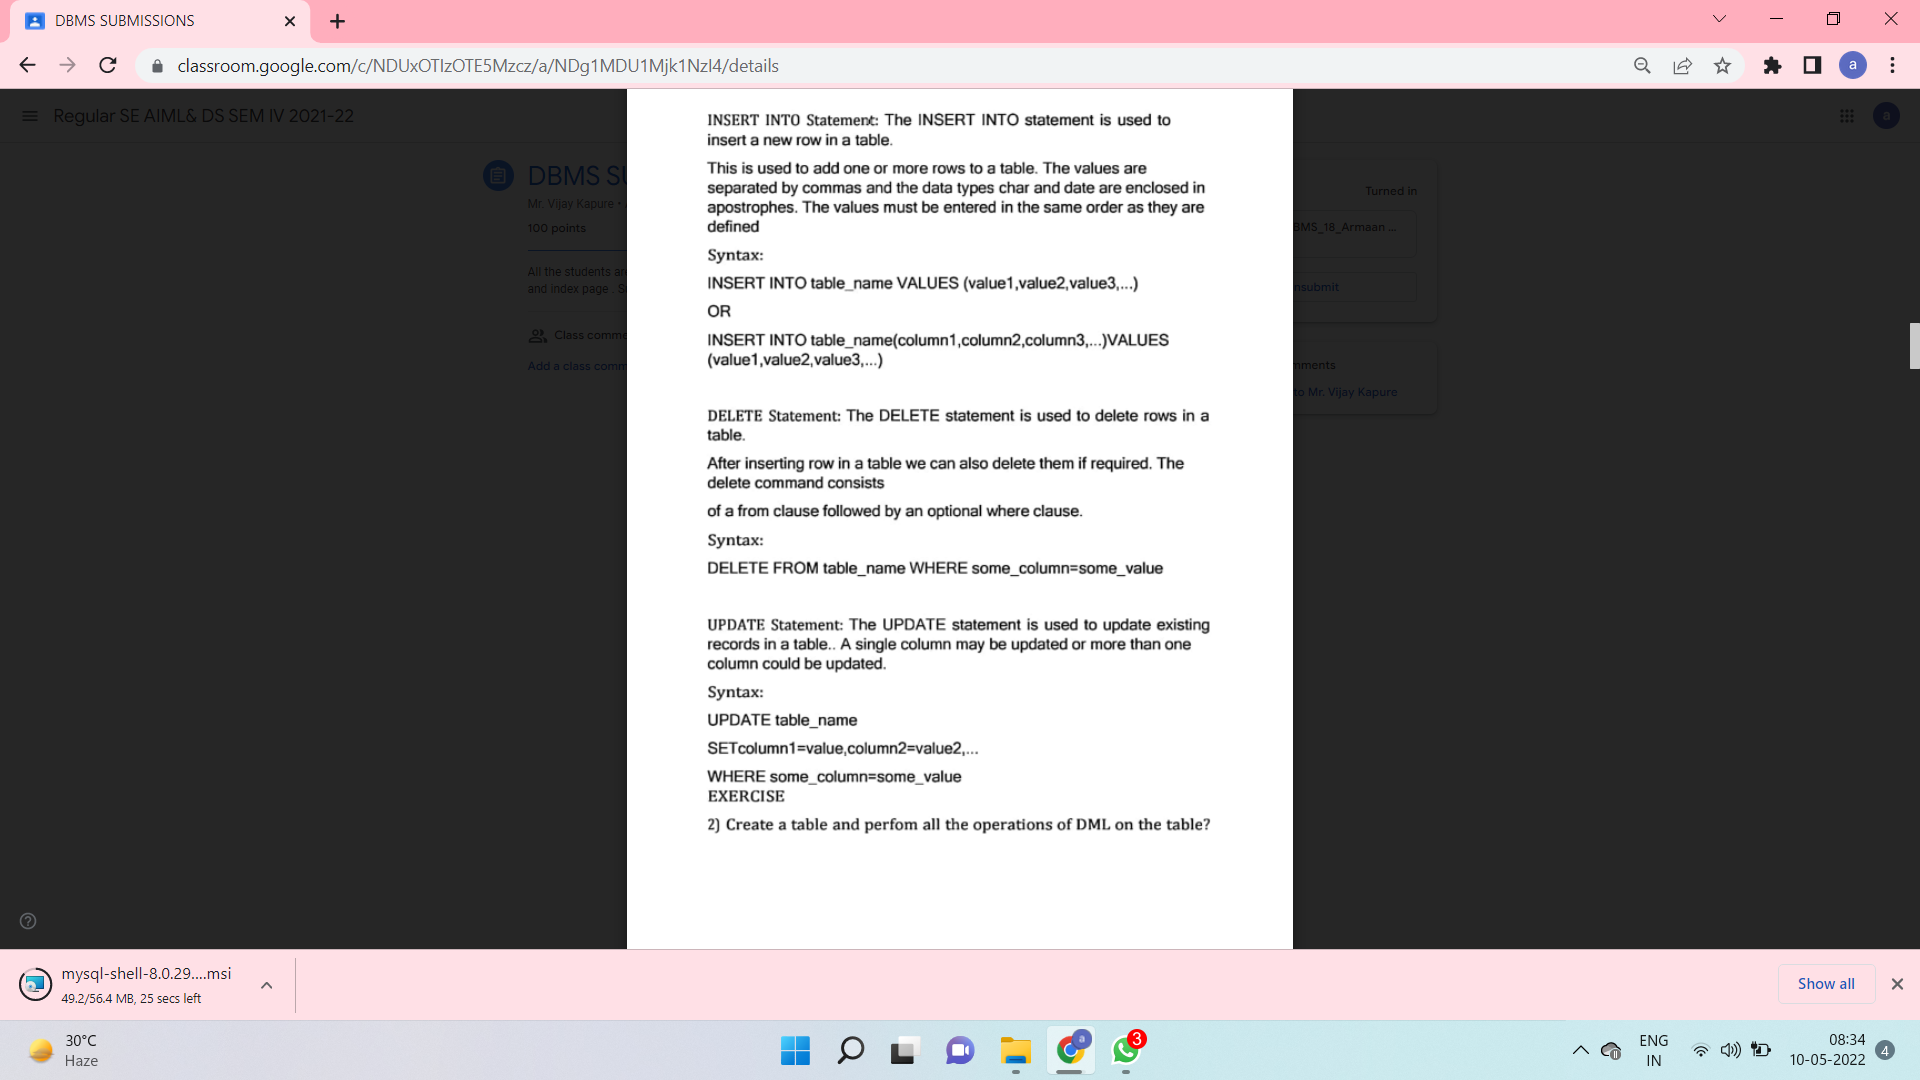 DBMS SUBMISSIONS
classroom.google.com/c/NDUxOTIzOTE5Mzcz/a/NDg1MDU1Mjk1NzI4/details
a
Regular SE AIML& DS SEM IV 2021-22
a
DBMS SU
Mr. Vijay Kapure •
100 points
All the students are
and index page . S
Class comme
Add a class comm
Turned in
BMS_18_Armaan ...
nsubmit
mments
to Mr. Vijay Kapure
INSERT INTO Statement: The INSERT INTO statement is used to
insert a new row in a table.
This is used to add one or more rows to a table. The values are
separated by commas and the data types char and date are enclosed in
apostrophes. The values must be entered in the same order as they are
defined
Syntax:
INSERT INTO table_name VALUES (value1,value2,value3,...)
OR
INSERT INTO table_name(column1,column2,column3,...)VALUES
(value1,value2,value3,...)
DELETE Statement: The DELETE statement is used to delete rows in a
table.
After inserting row in a table we can also delete them if required. The
delete command consists
of a from clause followed by an optional where clause.
Syntax:
DELETE FROM table_name WHERE some_column=some_value
UPDATE Statement: The UPDATE statement is used to update existing
records in a table.. A single column may be updated or more than one
column could be updated.
Syntax:
UPDATE table_name
SETcolumn1=value,column2=value2,...
WHERE some_column=some_value
EXERCISE
2) Create a table and perfom all the operations of DML on the table?
mysql-shell-8.0.29....msi
49.2/56.4 MB, 25 secs left
Show all
30°C
Haze
a
3
ENG
IN
08:34
10-05-2022
4